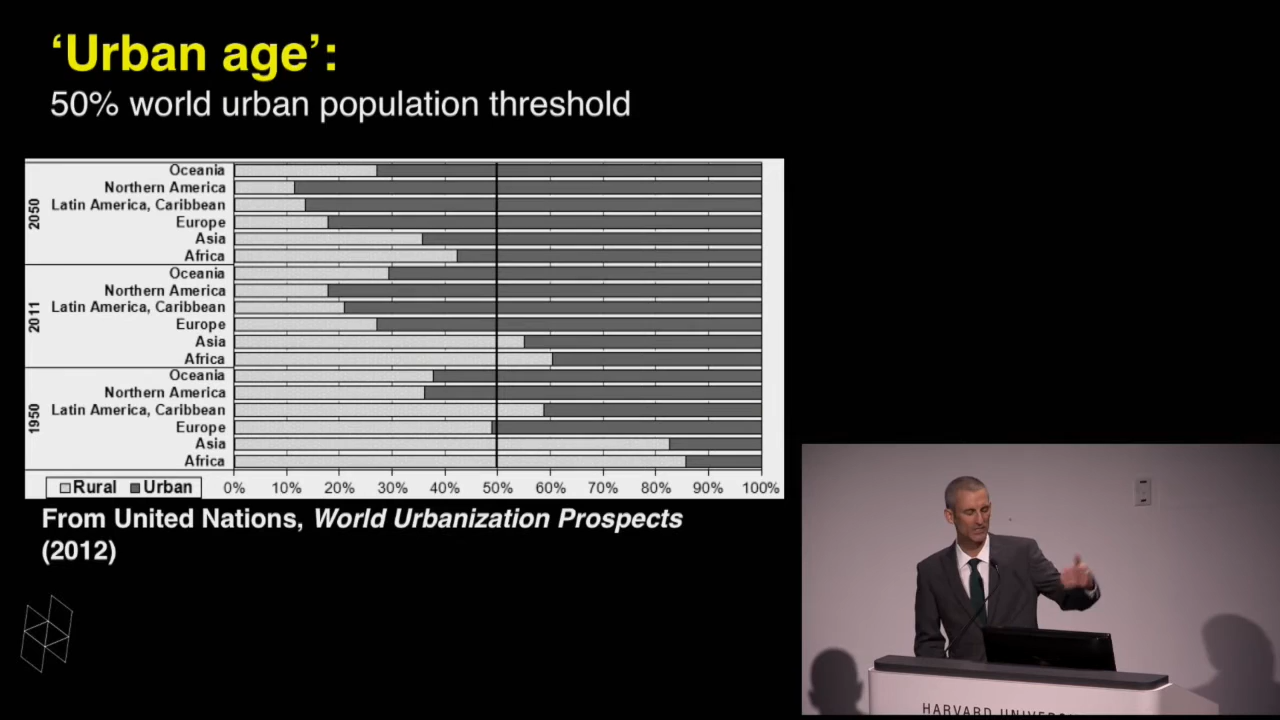 ‘Urban age’:
50% world urban population threshold
2050
Oceania
Northern America
Latin America, Caribbean
Europe
Asia
Africa
2011
Oceania
Northern America
Latin America, Caribbean
Europe
Asia
Africa
1950
Oceania
Northern America
Latin America, Caribbean
Europe
Asia
Africa
Rural Urban
0% 10% 20% 30% 40% 50% 60% 70% 80% 90% 100%
From United Nations, World Urbanization Prospects
(2012)
HARVARD